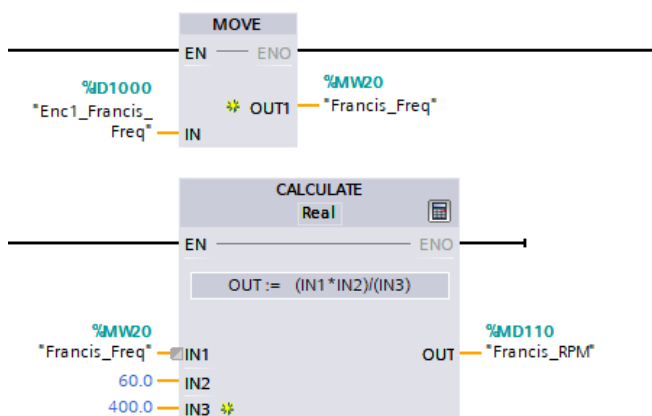 MOVE
EN ENO
%ID1000
"Enc1_Francis_
Freq"
IN
OUT1
%MW20
"Francis_Freq"
CALCULATE
Real
EN ENO
OUT := (IN1*IN2)/(IN3)
%MW20
"Francis_Freq"
IN1
60.0
IN2
400.0
IN3
OUT
%MD110
"Francis_RPM"